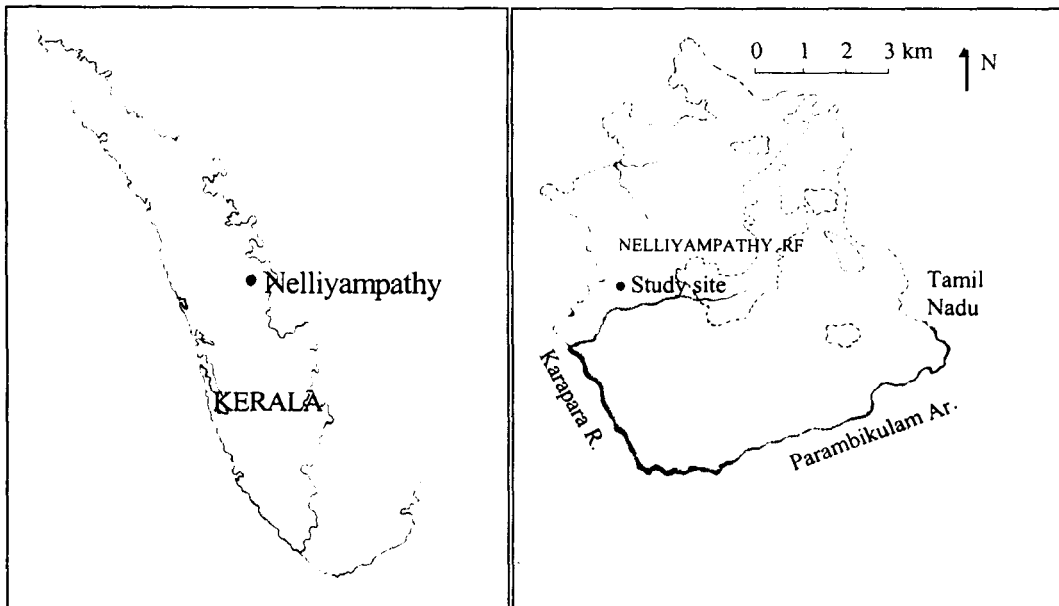 Nelliyampathy
KERALA
0 1 2 3 km
N
NELLIYAMPATHY RF
Study site
Tamil
Nadu
Karapara R.
Parambikulam Ar.